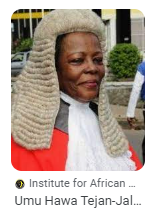 Institute for African ...
Umu Hawa Tejan-Jal...